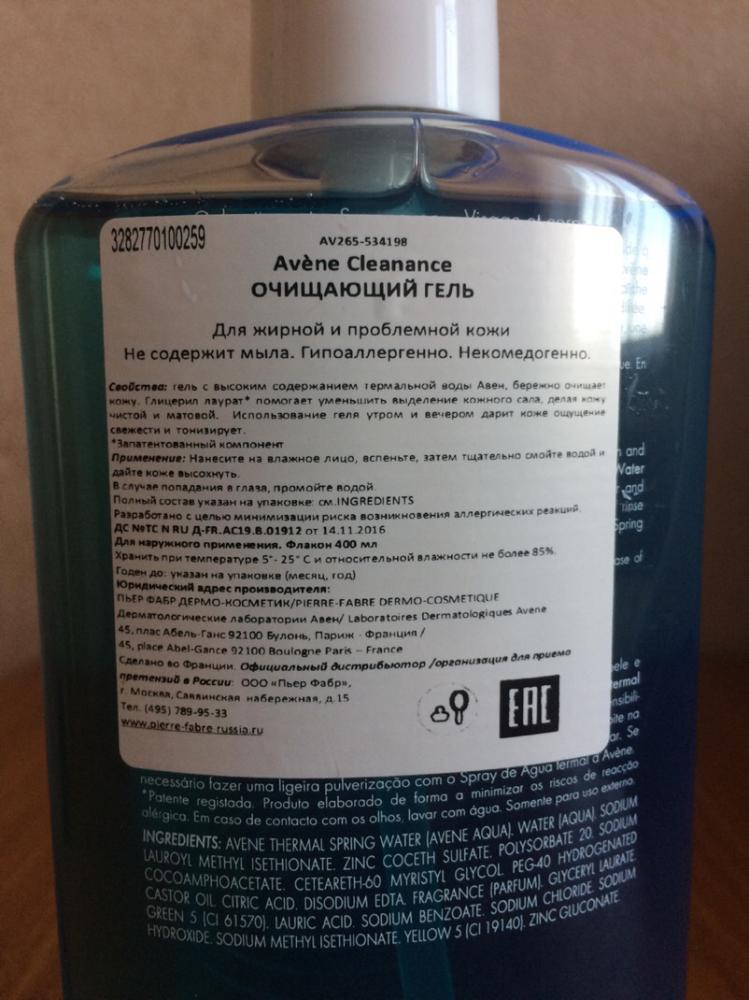 3282770100259
AV265-534198
Avène Cleanance
ОЧИЩАЮЩИЙ ГЕЛЬ
Для жирной и проблемной кожи
Не содержит мыла. Гипоаллергенно. Некомедогенно.
Свойства: гель с высоким содержанием термальной воды Авен, бережно очищает
кожу. Глицерил лаурат* помогает уменьшить выделение кожного сала, делая кожу
чистой и матовой. Использование геля утром и вечером дарит коже ощущение
свежести и тонизирует.
*Запатентованный компонент
Применение: Нанесите на влажное лицо, вспеньте, затем тщательно смойте водой и
дайте коже высохнуть.
В случае попадания в глаза, промойте водой.
Полный состав указан на упаковке: см.INGREDIENTS
Разработано с целью минимизации риска возникновения аллергических реакций.
ДС №ТС N RU Д-FR.АС19.В.01912 от 14.11.2016
Для наружного применения. Флакон 400 мл
Хранить при температуре 5°- 25° С и относительной влажности не более 85%.
Годен до: указан на упаковке (месяц, год)
Юридический адрес производителя:
ПЬЕР ФАБР ДЕРМО-КОСМЕТИК/PIERRE-FABRE DERMO-COSMETIQUE
Дерматологические лаборатории Авен/ Laboratoires Dermatologiques Avene
45, плас Абель-Ганс 92100 Булонь, Париж - Франция /
45, place Abel-Gance 92100 Boulogne Paris – France
Сделано во Франции. Официальный дистрибьютор /организация для приема
претензий в России: ООО «Пьер Фабр»,
г. Москва, Саввинская набережная, д.15
Тел. (495) 789-95-33
www.pierre-fabre-russia.ru
EAC
necessário fazer uma ligeira pulverização com o Spray de Água termal d'Avène.
*Patente registada. Produto elaborado de forma a minimizar os riscos de reacção
alérgica. Em caso de contacto com os olhos, lavar com água. Somente para uso externo.
INGREDIENTS: AVENE THERMAL SPRING WATER (AVENE AQUA). WATER (AQUA). SODIUM
LAUROYL METHYL ISETHIONATE. ZINC COCETH SULFATE. POLYSORBATE 20. SODIUM
COCOAMPHOACETATE. CETEARETH-60 MYRISTYL GLYCOL. PEG-40 HYDROGENATED
CASTOR OIL. CITRIC ACID. DISODIUM EDTA. FRAGRANCE (PARFUM). GLYCERYL LAURATE.
GREEN 5 (CI 61570). LAURIC ACID. SODIUM BENZOATE. SODIUM CHLORIDE. SODIUM
HYDROXIDE. SODIUM METHYL ISETHIONATE. YELLOW 5 (CI 19140). ZINC GLUCONATE.